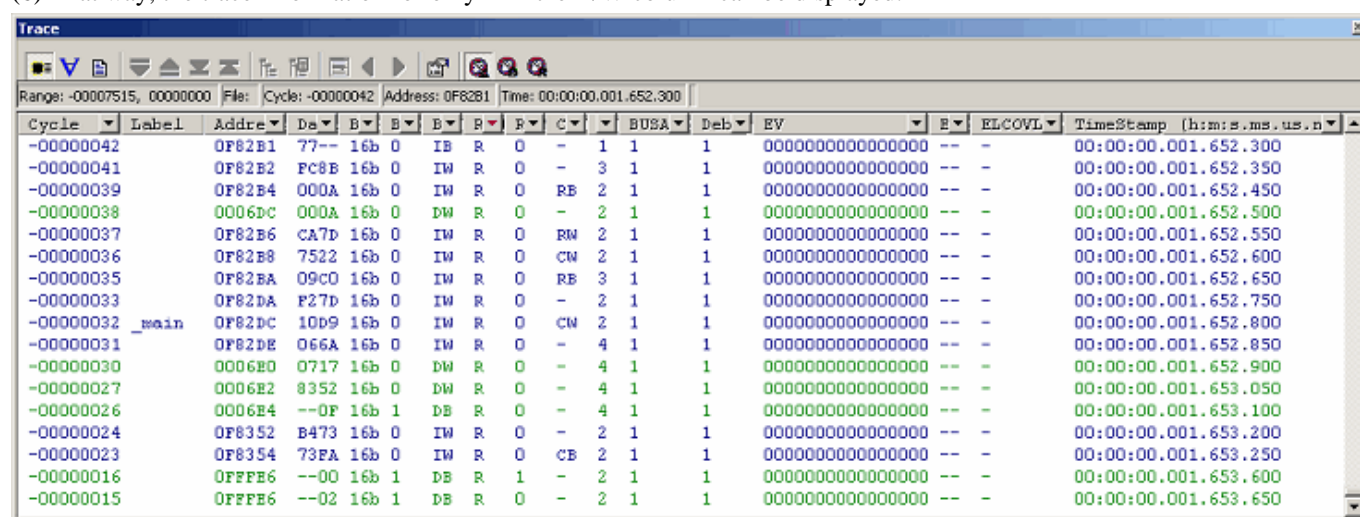 way, the trace information can be displayed.
Trace
Range: -00007515, 00000000 File: Cycle: -00000042 Address: 0F82B1 Time: 00:00:00.001.652.300
Cycle Label Addre Da B B B R R C BUSA Deb EV E ELCOVL TimeStamp (h:m:s.ms.us.n
-00000042 0F82B1 77-- 16b 0 IB R 0 - 1 1 1 0000000000000000 -- - 00:00:00.001.652.300
-00000041 0F82B2 FC8B 16b 0 IW R 0 - 3 1 1 0000000000000000 -- - 00:00:00.001.652.350
-00000039 0F82B4 000A 16b 0 IW R 0 RB 2 1 1 0000000000000000 -- - 00:00:00.001.652.450
-00000038 0006DC 000A 16b 0 DW R 0 - 2 1 1 0000000000000000 -- - 00:00:00.001.652.500
-00000037 0F82B6 CA7D 16b 0 IW R 0 RW 2 1 1 0000000000000000 -- - 00:00:00.001.652.550
-00000036 0F82B8 7522 16b 0 IW R 0 CW 2 1 1 0000000000000000 -- - 00:00:00.001.652.600
-00000035 0F82BA 09C0 16b 0 IW R 0 RB 3 1 1 0000000000000000 -- - 00:00:00.001.652.650
-00000033 0F82DA F27D 16b 0 IW R 0 - 2 1 1 0000000000000000 -- - 00:00:00.001.652.750
-00000032 _main 0F82DC 10D9 16b 0 IW R 0 CW 2 1 1 0000000000000000 -- - 00:00:00.001.652.800
-00000031 0F82DE 066A 16b 0 IW R 0 - 4 1 1 0000000000000000 -- - 00:00:00.001.652.850
-00000030 0006E0 0717 16b 0 DW R 0 - 4 1 1 0000000000000000 -- - 00:00:00.001.652.900
-00000027 0006E2 8352 16b 0 DW R 0 - 4 1 1 0000000000000000 -- - 00:00:00.001.653.050
-00000026 0006E4 --0F 16b 1 DB R 0 - 4 1 1 0000000000000000 -- - 00:00:00.001.653.100
-00000024 0F8352 B473 16b 0 IW R 0 - 2 1 1 0000000000000000 -- - 00:00:00.001.653.200
-00000023 0F8354 73FA 16b 0 IW R 0 CB 2 1 1 0000000000000000 -- - 00:00:00.001.653.250
-00000016 0FFFE6 --00 16b 1 DB R 1 - 2 1 1 0000000000000000 -- - 00:00:00.001.653.600
-00000015 0FFFE6 --02 16b 1 DB R 0 - 2 1 1 0000000000000000 -- - 00:00:00.001.653.650